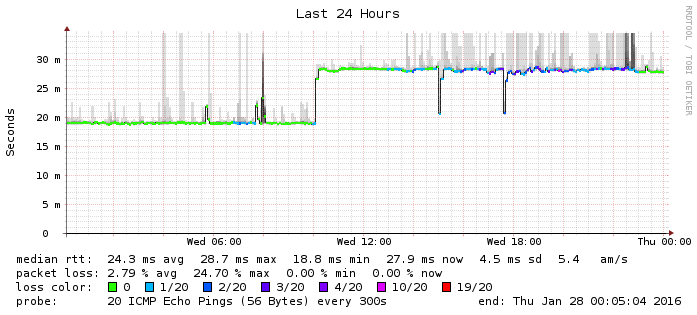 Last 24 Hours
RRDTOOL / TOBI OETIKER
Seconds
30 m
25 m
20 m
15 m
10 m
5 m
0
Wed 06:00 Wed 12:00 Wed 18:00 Thu 00:00
median rtt: 24.3 ms avg 28.7 ms max 18.8 ms min 27.9 ms now 4.5 ms sd 5.4 am/s
packet loss: 2.79 % avg 24.70 % max 0.00 % min 0.00 % now
loss color: 0 1/20 2/20 3/20 4/20 10/20 19/20
probe: 20 ICMP Echo Pings (56 Bytes) every 300s end: Thu Jan 28 00:05:04 2016